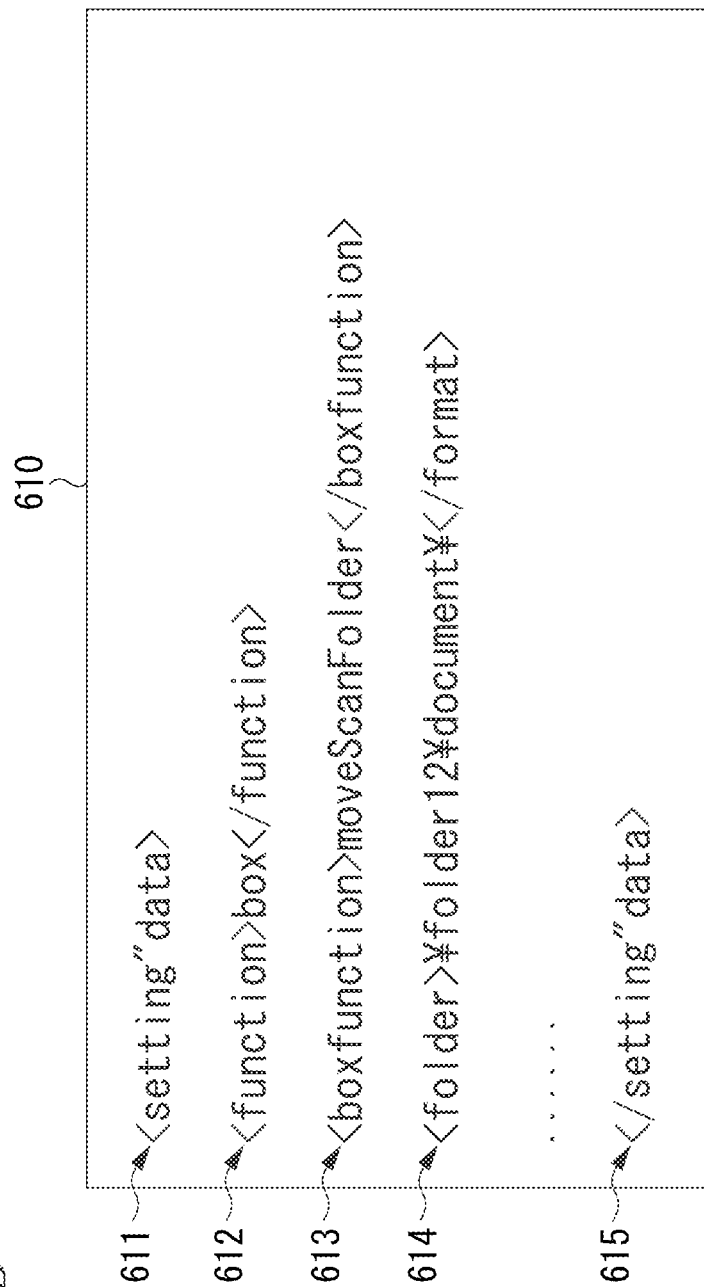 610
611 <setting"data>
612 <function>box</function>
613 <boxfunction>moveScanFolder</boxfunction>
614 <folder>¥folder12¥document¥</format>
......
615 </setting"data>